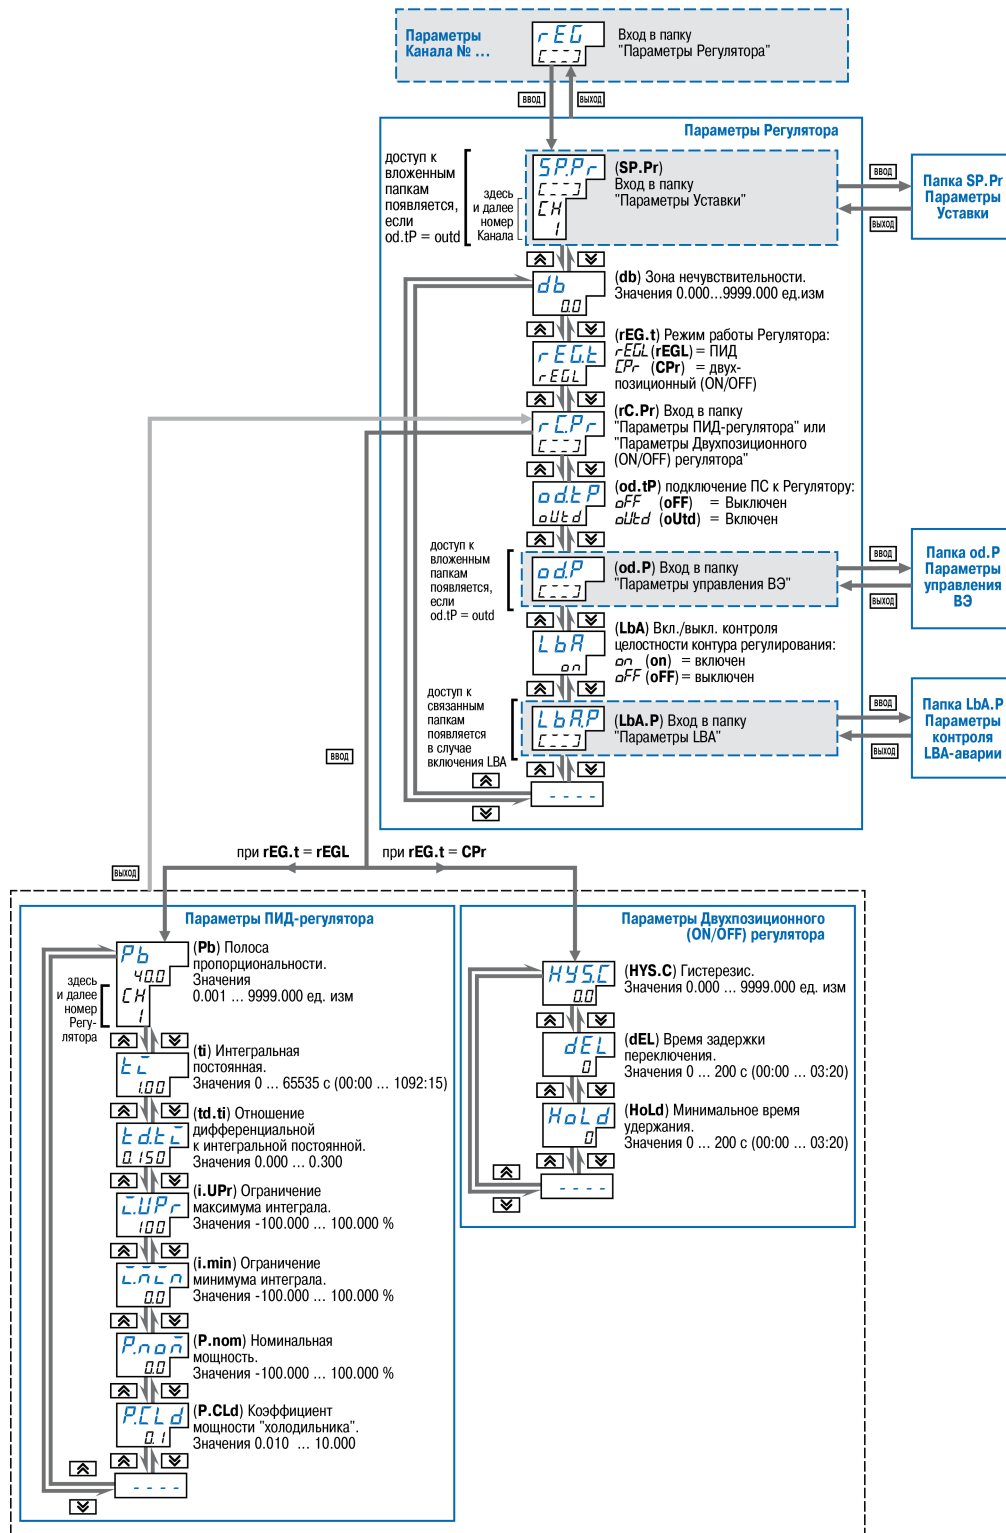 Параметры
Канала № ...
rEG
[---]
Вход в папку
"Параметры Регулятора"
ВВОД
ВЫХОД
Параметры Регулятора
доступ к
вложенным
папкам
появляется,
если
od.tP = outd
здесь
и далее
номер
Канала
SP.Pr
[---]
CH
1
(SP.Pr)
Вход в папку
"Параметры Уставки"
ВВОД
ВЫХОД
Папка SP.Pr
Параметры
Уставки
db
0.0
(db) Зона нечувствительности.
Значения 0.000...9999.000 ед.изм
rEG.t
rEGL
(rEG.t) Режим работы Регулятора:
rEGL (rEGL) = ПИД
CPr (CPr) = двух-
позиционный (ON/OFF)
rC.Pr
[---]
(rC.Pr) Вход в папку
"Параметры ПИД-регулятора" или
"Параметры Двухпозиционного
(ON/OFF) регулятора"
od.tP
oUtd
(od.tP) подключение ПС к Регулятору:
oFF (oFF) = Выключен
oUtd (oUtd) = Включен
доступ к
вложенным
папкам
появляется,
если
od.tP = outd
od.P
[---]
(od.P) Вход в папку
"Параметры управления ВЭ"
ВВОД
ВЫХОД
Папка od.P
Параметры
управления
ВЭ
LbA
on
(LbA) Вкл./выкл. контроля
целостности контура регулирования:
on (on) = включен
oFF (oFF) = выключен
доступ к
связанным
папкам
появляется
в случае
включения LBA
LbA.P
[---]
(LbA.P) Вход в папку
"Параметры LBA"
ВВОД
ВЫХОД
Папка LbA.P
Параметры
контроля
LBA-аварии
----
ВВОД
ВЫХОД
при rEG.t = rEGL
при rEG.t = CPr
Параметры ПИД-регулятора
Pb
40.0
CH
1
здесь
и далее
номер
Регу-
лятора
(Pb) Полоса
пропорциональности.
Значения
0.001 ... 9999.000 ед. изм
ti
1.00
(ti) Интегральная
постоянная.
Значения 0 ... 65535 с (00:00 ... 1092:15)
td.ti
0.150
(td.ti) Отношение
дифференциальной
к интегральной постоянной.
Значения 0.000 ... 0.300
i.UPr
100
(i.UPr) Ограничение
максимума интеграла.
Значения -100.000 ... 100.000 %
i.min
0.0
(i.min) Ограничение
минимума интеграла.
Значения -100.000 ... 100.000 %
P.nom
0.0
(P.nom) Номинальная
мощность.
Значения -100.000 ... 100.000 %
P.CLd
0.1
(P.CLd) Коэффициент
мощности "холодильника".
Значения 0.010 ... 10.000
----
Параметры Двухпозиционного
(ON/OFF) регулятора
HYS.C
0.0
(HYS.C) Гистерезис.
Значения 0.000 ... 9999.000 ед. изм
dEL
0
(dEL) Время задержки
переключения.
Значения 0 ... 200 с (00:00 ... 03:20)
HoLd
0
(HoLd) Минимальное время
удержания.
Значения 0 ... 200 с (00:00 ... 03:20)
----